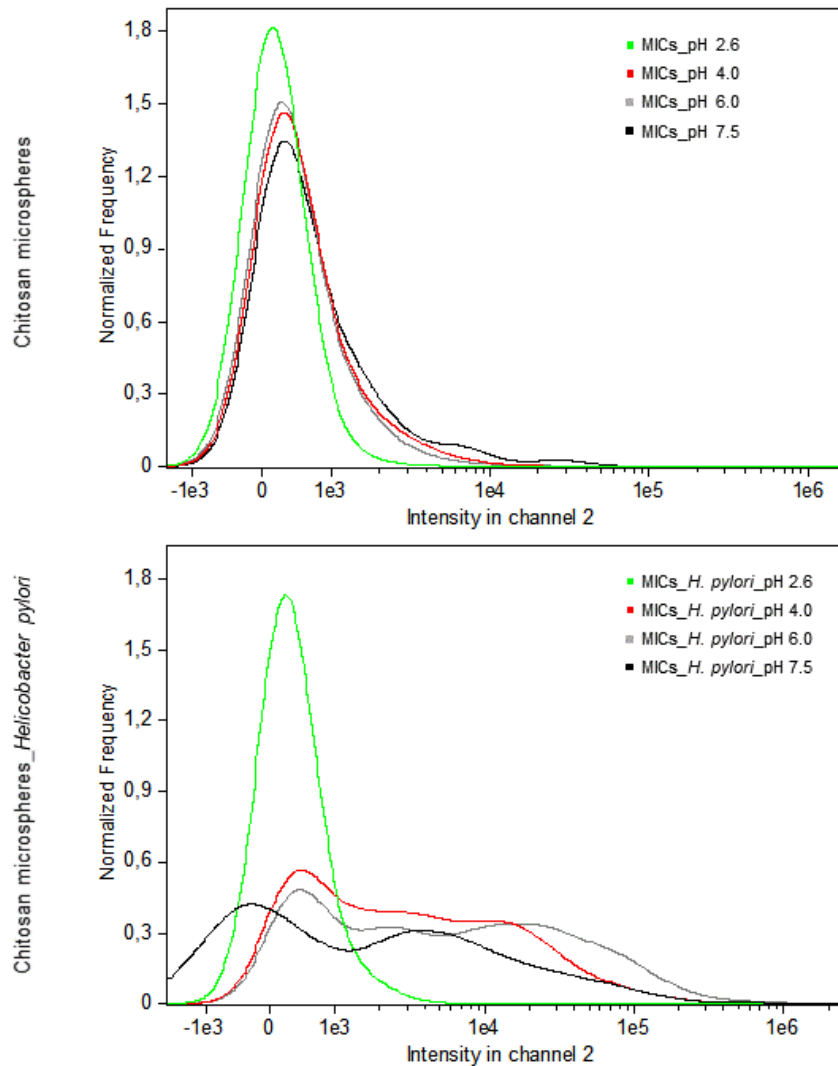 Chitosan microspheres
Normalized Frequency
1,8
1,5
1,2
0,9
0,6
0,3
0
MICs_pH 2.6
MICs_pH 4.0
MICs_pH 6.0
MICs_pH 7.5
-1e3 0 1e3 1e4 1e5 1e6
Intensity in channel 2
Chitosan microspheres_Helicobacter pylori
Normalized Frequency
1,8
1,5
1,2
0,9
0,6
0,3
0
MICs_H. pylori_pH 2.6
MICs_H. pylori_pH 4.0
MICs_H. pylori_pH 6.0
MICs_H. pylori_pH 7.5
-1e3 0 1e3 1e4 1e5 1e6
Intensity in channel 2